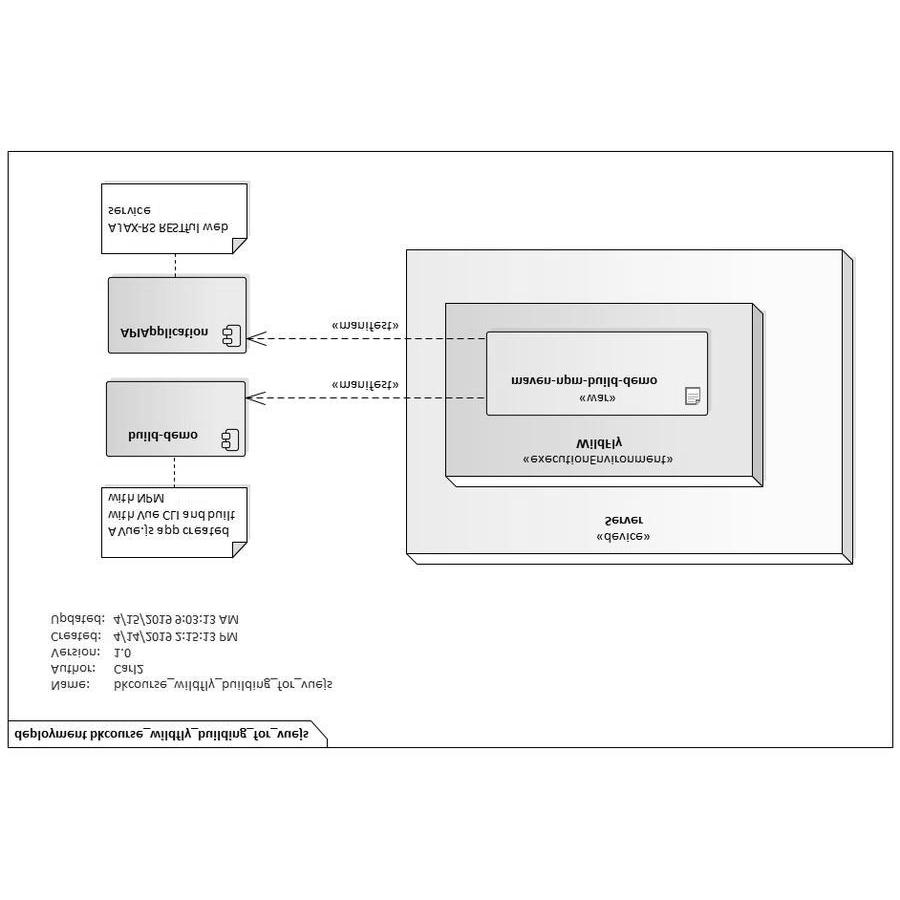 deployment bkcourse_wildfly_building_for_vuejs
Name: bkcourse_wildfly_building_for_vuejs
Author: Carl2
Version: 1.0
Created: 4/14/2019 2:15:13 PM
Updated: 4/15/2019 9:03:13 AM
A Vue.js app created
with Vue CLI and built
with NPM
build-demo
APIApplication
AJAX-RS RESTful web
service
«manifest»
«manifest»
«device»
Server
«executionEnvironment»
WildFly
«war»
maven-npm-build-demo